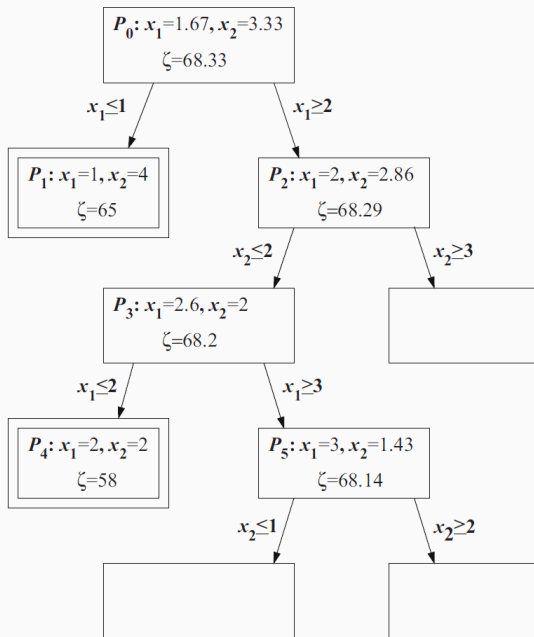 P₀: x₁=1.67, x₂=3.33
ζ=68.33
x₁≤1
x₁≥2
P₁: x₁=1, x₂=4
ζ=65
P₂: x₁=2, x₂=2.86
ζ=68.29
x₂≤2
x₂≥3
P₃: x₁=2.6, x₂=2
ζ=68.2
x₁≤2
x₁≥3
P₄: x₁=2, x₂=2
ζ=58
P₅: x₁=3, x₂=1.43
ζ=68.14
x₂≤1
x₂≥2